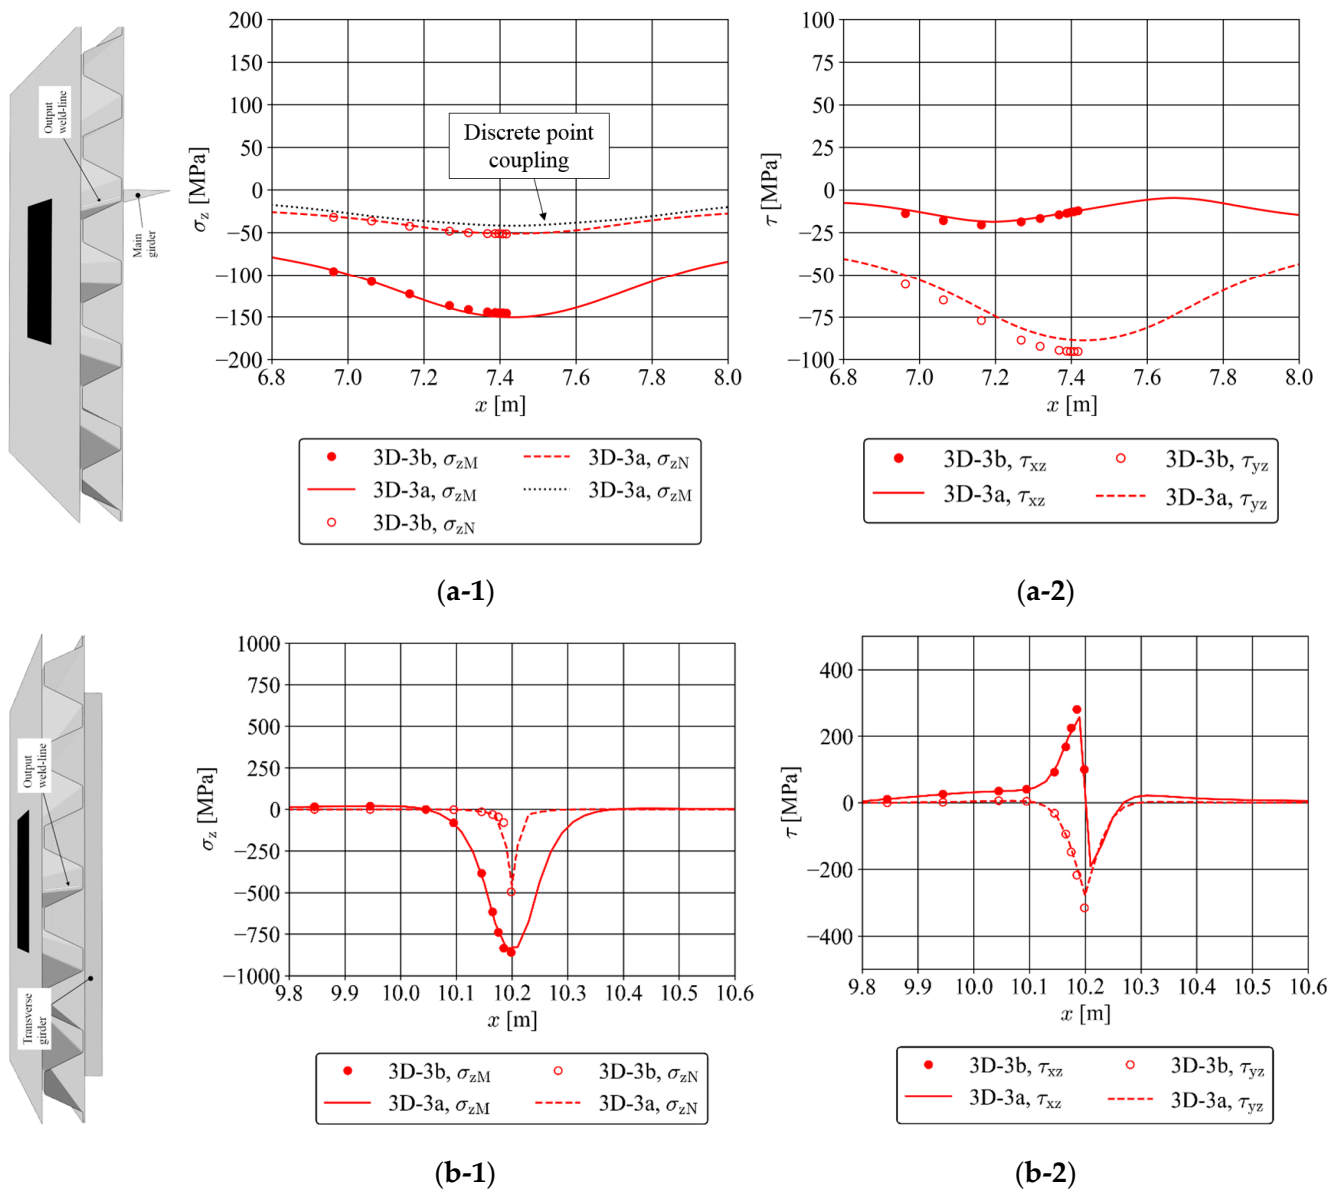 Output
weld-line
Main
girder
200
150
100
50
0
−50
−100
−150
−200
σz [MPa]
Discrete point
coupling
6.8 7.0 7.2 7.4 7.6 7.8 8.0
x [m]
3D-3b, σzM
3D-3a, σzM
3D-3b, σzN
3D-3a, σzN
3D-3a, σzM
100
75
50
25
0
−25
−50
−75
−100
τ [MPa]
6.8 7.0 7.2 7.4 7.6 7.8 8.0
x [m]
3D-3b, τxz
3D-3a, τxz
3D-3b, τyz
3D-3a, τyz
(a-1)
(a-2)
Output
weld-line
Transverse
girder
1000
750
500
250
0
−250
−500
−750
−1000
σz [MPa]
9.8 9.9 10.0 10.1 10.2 10.3 10.4 10.5 10.6
x [m]
3D-3b, σzM
3D-3a, σzM
3D-3b, σzN
3D-3a, σzN
400
200
0
−200
−400
τ [MPa]
9.8 9.9 10.0 10.1 10.2 10.3 10.4 10.5 10.6
x [m]
3D-3b, τxz
3D-3a, τxz
3D-3b, τyz
3D-3a, τyz
(b-1)
(b-2)